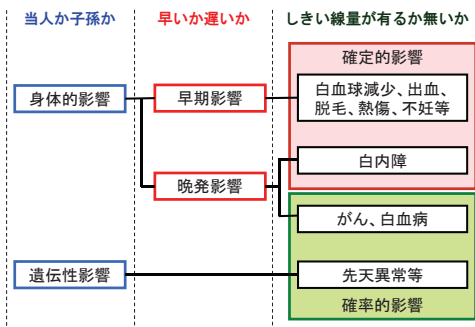 当人か子孫か
早いか遅いか
しきい線量が有るか無いか
確定的影響
身体的影響
早期影響
白血球減少、出血、
脱毛、熱傷、不妊等
白内障
晩発影響
がん、白血病
遺伝性影響
先天異常等
確率的影響